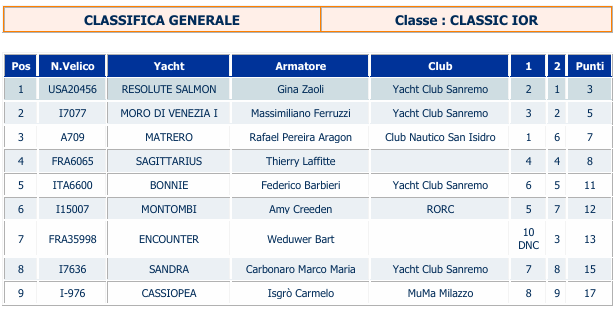 CLASSIFICA GENERALE Classe : CLASSIC IOR
Pos N.Velico Yacht Armatore Club 1 2 Punti
1 USA20456 RESOLUTE SALMON Gina Zaoli Yacht Club Sanremo 2 1 3
2 I7077 MORO DI VENEZIA I Massimiliano Ferruzzi Yacht Club Sanremo 3 2 5
3 A709 MATRERO Rafael Pereira Aragon Club Nautico San Isidro 1 6 7
4 FRA6065 SAGITTARIUS Thierry Laffitte 4 4 8
5 ITA6600 BONNIE Federico Barbieri Yacht Club Sanremo 6 5 11
6 I15007 MONTOMBI Amy Creeden RORC 5 7 12
7 FRA35998 ENCOUNTER Weduwer Bart 10 DNC 3 13
8 I7636 SANDRA Carbonaro Marco Maria Yacht Club Sanremo 7 8 15
9 I-976 CASSIOPEA Isgrò Carmelo MuMa Milazzo 8 9 17